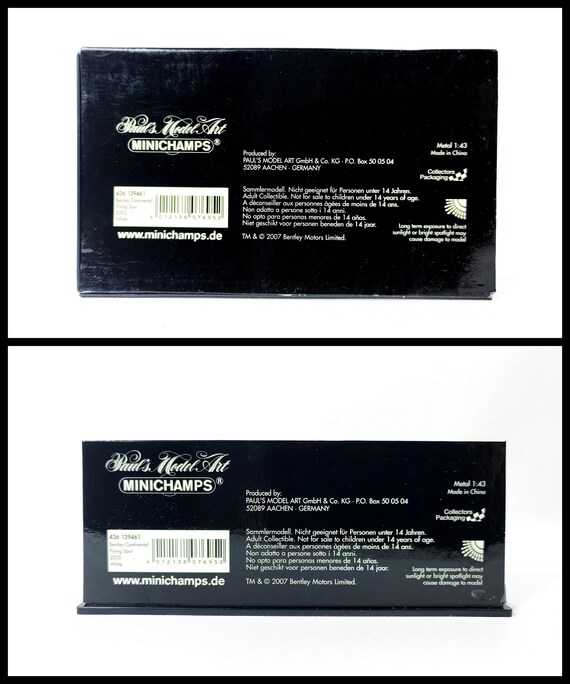 Paul's Model Art
MINICHAMPS®
436 139461
Bentley Continental
Flying Spur
2005
White
4 012138 076952
www.minichamps.de
Produced by:
PAUL'S MODEL ART GmbH & Co. KG · P.O. Box 50 05 04
52089 AACHEN · GERMANY
Sammlermodell. Nicht geeignet für Personen unter 14 Jahren.
Adult Collectible. Not for sale to children under 14 years of age.
A déconseiller aux personnes âgées de moins de 14 ans.
Non adatto a persone sotto i 14 anni.
No apto para personas menores de 14 años.
Niet geschikt voor personen beneden de 14 jaar.
TM & © 2007 Bentley Motors Limited.
Metal 1:43
Made in China
Collectors
Packaging
Long term exposure to direct
sunlight or bright spotlight may
cause damage to model
Paul's Model Art
MINICHAMPS®
436 139461
Bentley Continental
Flying Spur
2005
White
4 012138 076952
www.minichamps.de
Produced by:
PAUL'S MODEL ART GmbH & Co. KG · P.O. Box 50 05 04
52089 AACHEN · GERMANY
Sammlermodell. Nicht geeignet für Personen unter 14 Jahren.
Adult Collectible. Not for sale to children under 14 years of age.
A déconseiller aux personnes âgées de moins de 14 ans.
Non adatto a persone sotto i 14 anni.
No apto para personas menores de 14 años.
Niet geschikt voor personen beneden de 14 jaar.
TM & © 2007 Bentley Motors Limited.
Metal 1:43
Made in China
Collectors
Packaging
Long term exposure to direct
sunlight or bright spotlight may
cause damage to model